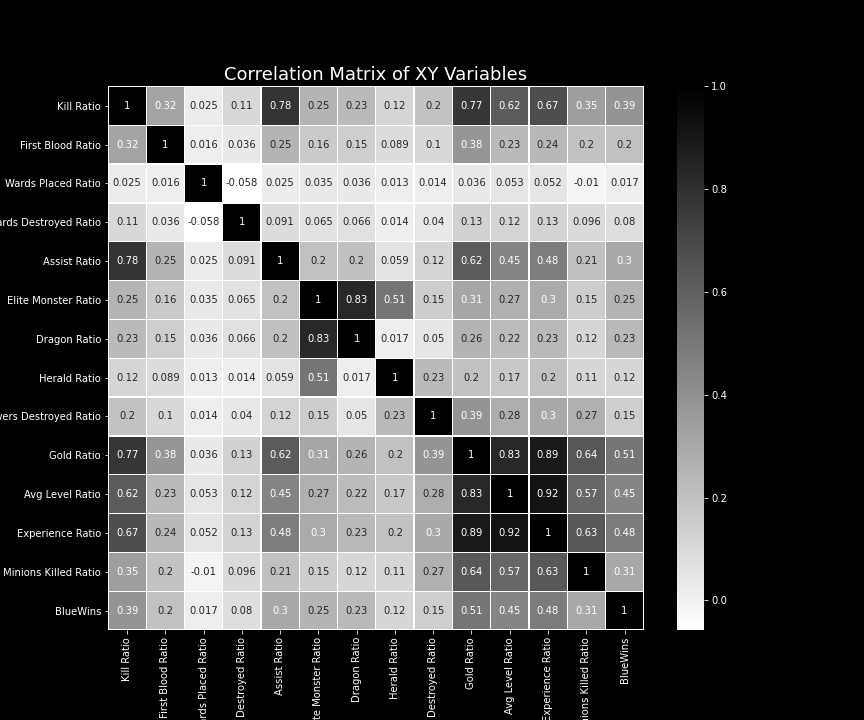 Correlation Matrix of XY Variables
Kill Ratio 1 0.32 0.025 0.11 0.78 0.25 0.23 0.12 0.2 0.77 0.62 0.67 0.35 0.39
First Blood Ratio 0.32 1 0.016 0.036 0.25 0.16 0.15 0.089 0.1 0.38 0.23 0.24 0.2 0.2
Wards Placed Ratio 0.025 0.016 1 -0.058 0.025 0.035 0.036 0.013 0.014 0.036 0.053 0.052 -0.01 0.017
rds Destroyed Ratio 0.11 0.036 -0.058 1 0.091 0.065 0.066 0.014 0.04 0.13 0.12 0.13 0.096 0.08
Assist Ratio 0.78 0.25 0.025 0.091 1 0.2 0.2 0.059 0.12 0.62 0.45 0.48 0.21 0.3
Elite Monster Ratio 0.25 0.16 0.035 0.065 0.2 1 0.83 0.51 0.15 0.31 0.27 0.3 0.15 0.25
Dragon Ratio 0.23 0.15 0.036 0.066 0.2 0.83 1 0.017 0.05 0.26 0.22 0.23 0.12 0.23
Herald Ratio 0.12 0.089 0.013 0.014 0.059 0.51 0.017 1 0.23 0.2 0.17 0.2 0.11 0.12
ers Destroyed Ratio 0.2 0.1 0.014 0.04 0.12 0.15 0.05 0.23 1 0.39 0.28 0.3 0.27 0.15
Gold Ratio 0.77 0.38 0.036 0.13 0.62 0.31 0.26 0.2 0.39 1 0.83 0.89 0.64 0.51
Avg Level Ratio 0.62 0.23 0.053 0.12 0.45 0.27 0.22 0.17 0.28 0.83 1 0.92 0.57 0.45
Experience Ratio 0.67 0.24 0.052 0.13 0.48 0.3 0.23 0.2 0.3 0.89 0.92 1 0.63 0.48
Minions Killed Ratio 0.35 0.2 -0.01 0.096 0.21 0.15 0.12 0.11 0.27 0.64 0.57 0.63 1 0.31
BlueWins 0.39 0.2 0.017 0.08 0.3 0.25 0.23 0.12 0.15 0.51 0.45 0.48 0.31 1
Kill Ratio
First Blood Ratio
rds Placed Ratio
Destroyed Ratio
Assist Ratio
te Monster Ratio
Dragon Ratio
Herald Ratio
Destroyed Ratio
Gold Ratio
Avg Level Ratio
Experience Ratio
ions Killed Ratio
BlueWins
1.0
0.8
0.6
0.4
0.2
0.0